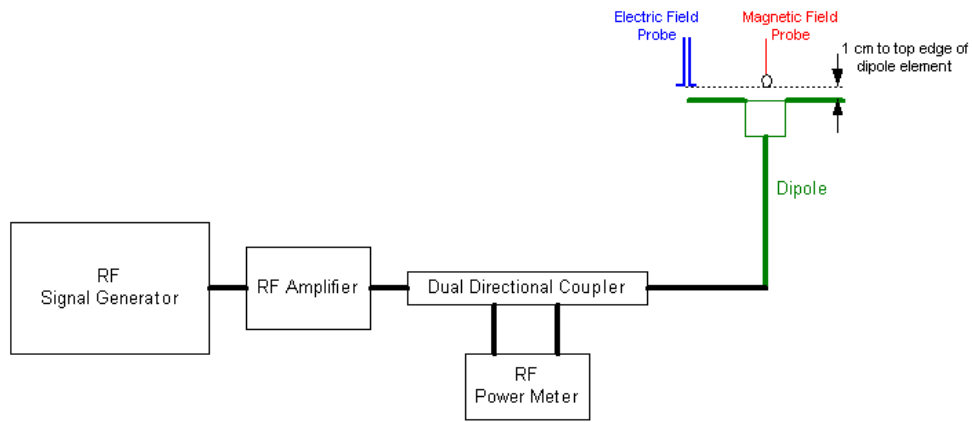 Electric Field
Probe
Magnetic Field
Probe
1 cm to top edge of
dipole element
Dipole
RF
Signal Generator
RF Amplifier
Dual Directional Coupler
RF
Power Meter